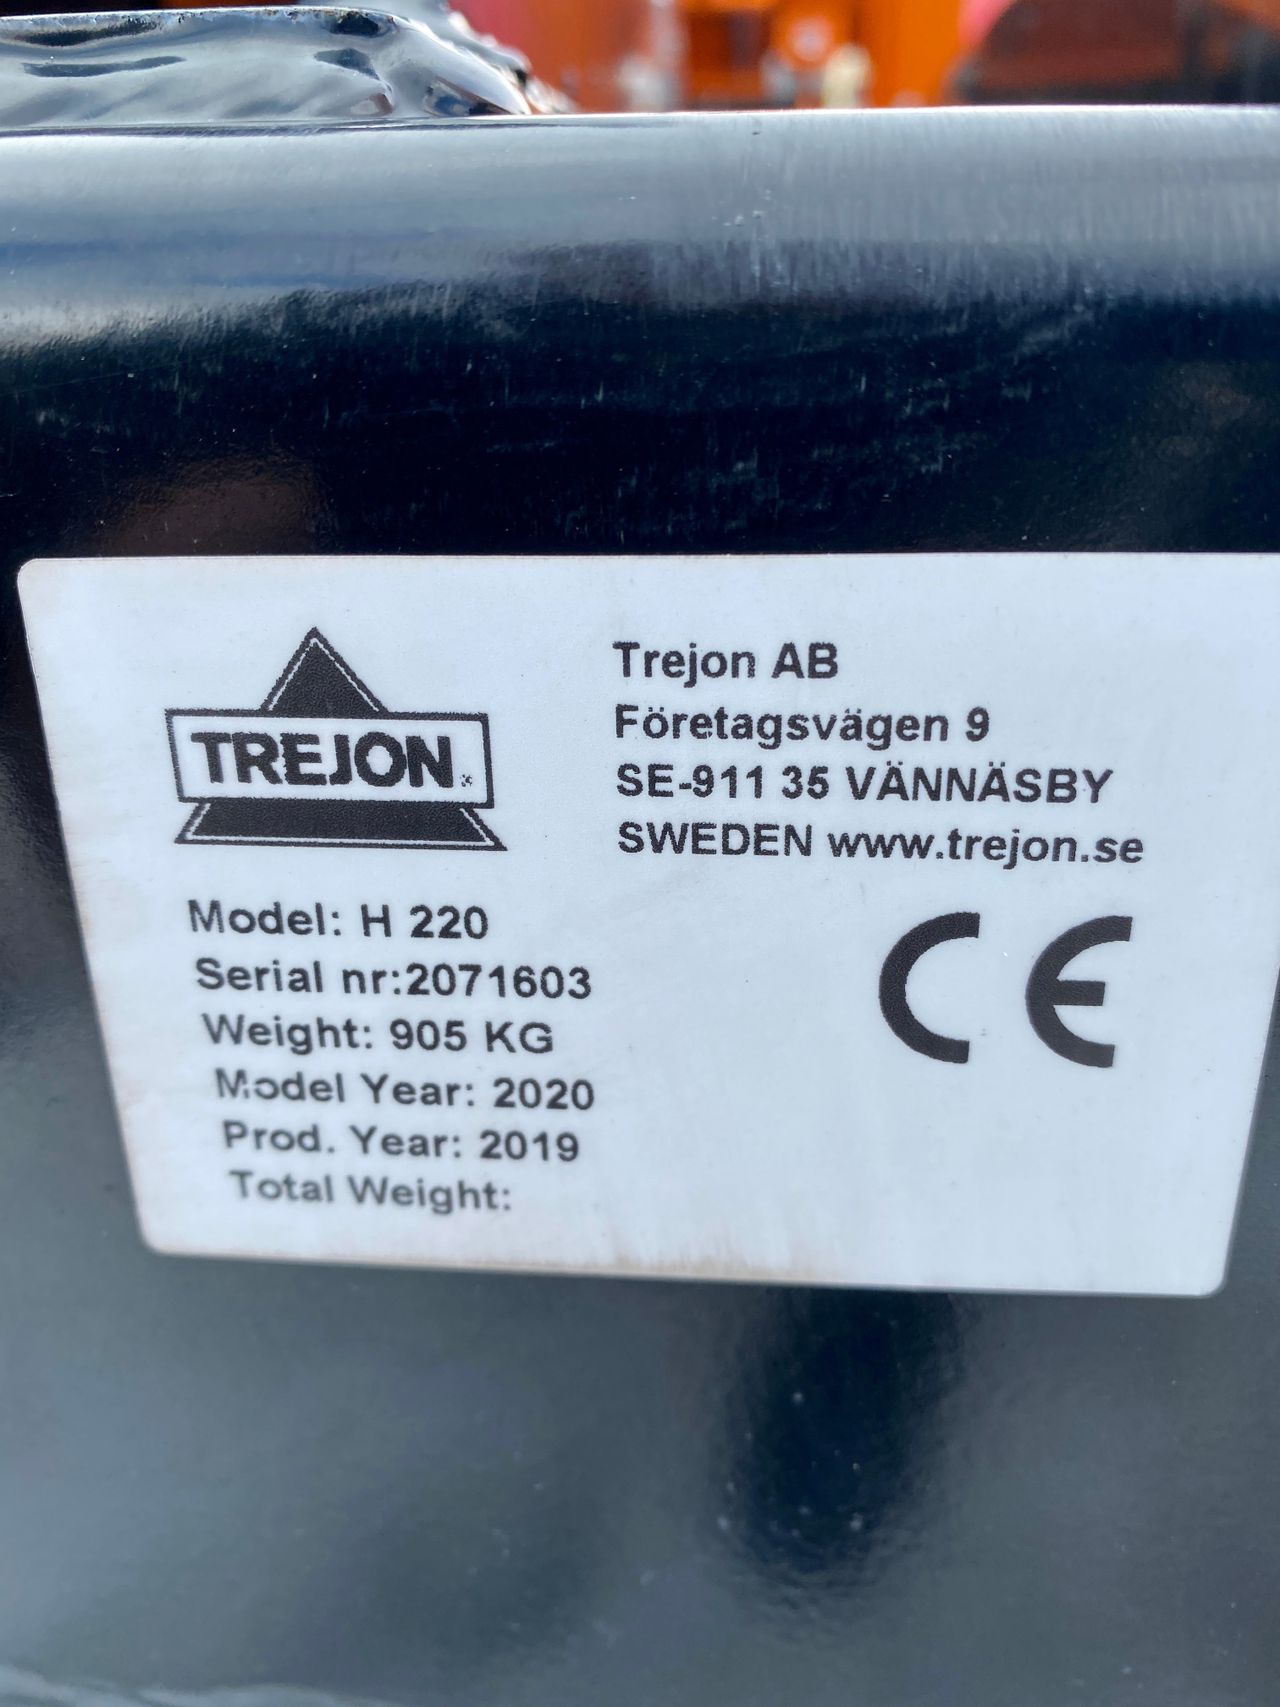 TREJON
Trejon AB
Företagsvägen 9
SE-911 35 VÄNNÄSBY
SWEDEN www.trejon.se
Model: H 220
Serial nr:2071603
Weight: 905 KG
Model Year: 2020
Prod. Year: 2019
Total Weight:
CE